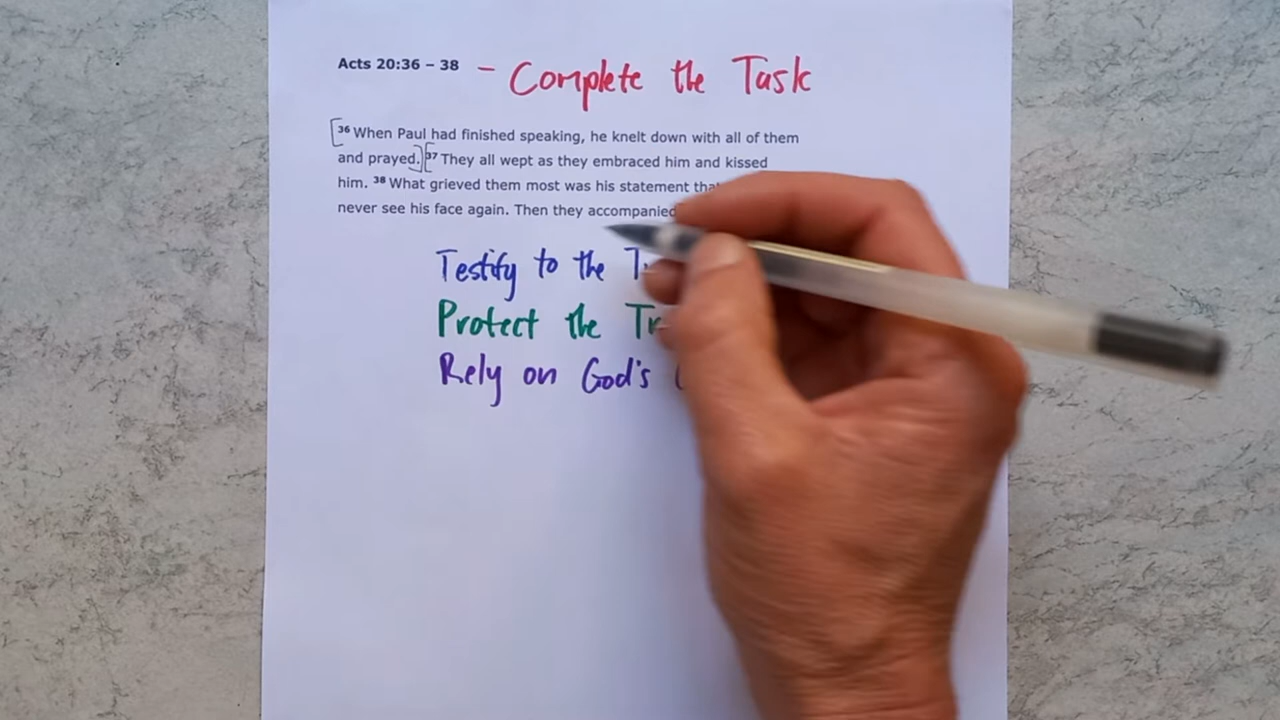 Acts 20:36 – 38 – Complete the Task
36 When Paul had finished speaking, he knelt down with all of them
and prayed. 37 They all wept as they embraced him and kissed
him. 38 What grieved them most was his statement
never see his face again. Then they accompanied
Testify to the
Protect the
Rely on God's